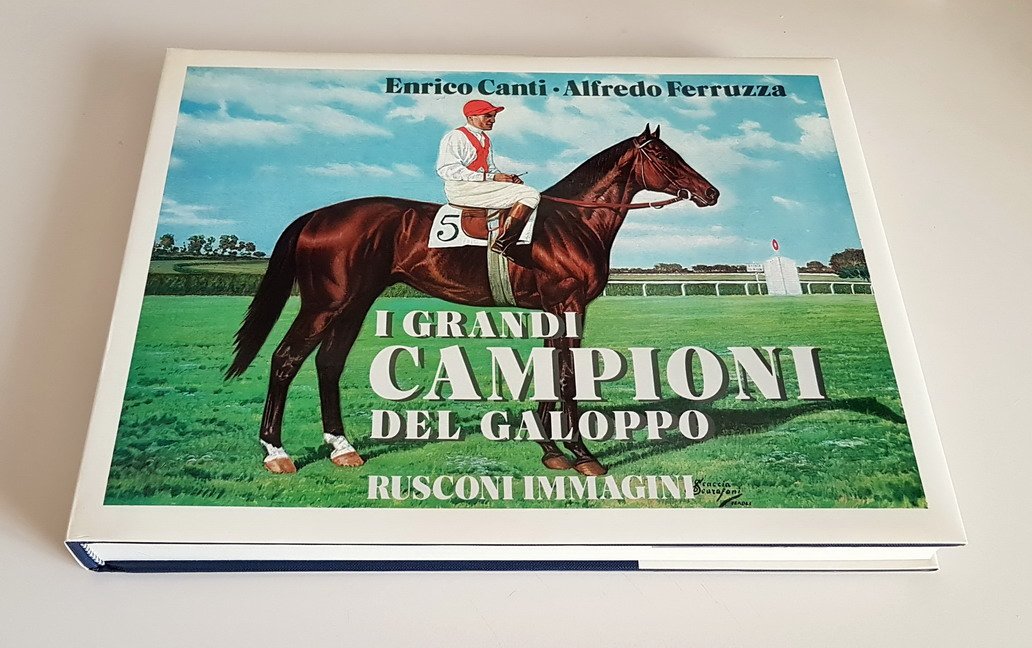 Enrico Canti · Alfredo Ferruzza
5
I GRANDI
CAMPIONI
DEL GALOPPO
RUSCONI IMMAGINI